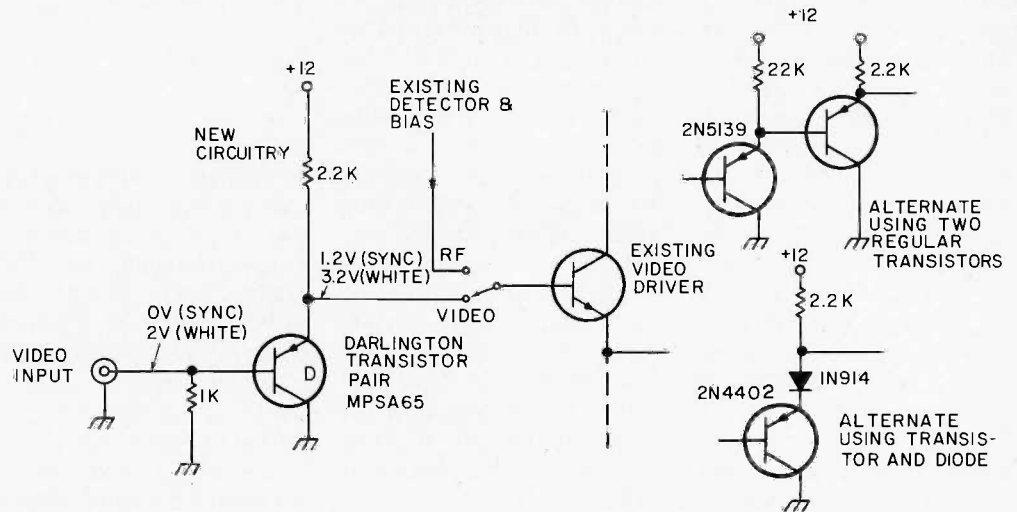 +12
NEW
CIRCUITRY
2.2K
EXISTING
DETECTOR &
BIAS
1.2V (SYNC)
3.2V (WHITE)
RF
VIDEO
EXISTING
VIDEO
DRIVER
0V (SYNC)
2V (WHITE)
VIDEO
INPUT
1K
D
DARLINGTON
TRANSISTOR
PAIR
MPSA65
+12
22K
2.2K
2N5139
ALTERNATE
USING TWO
REGULAR
TRANSISTORS
+12
2.2K
1N914
2N4402
ALTERNATE
USING TRANSIS-
TOR AND DIODE